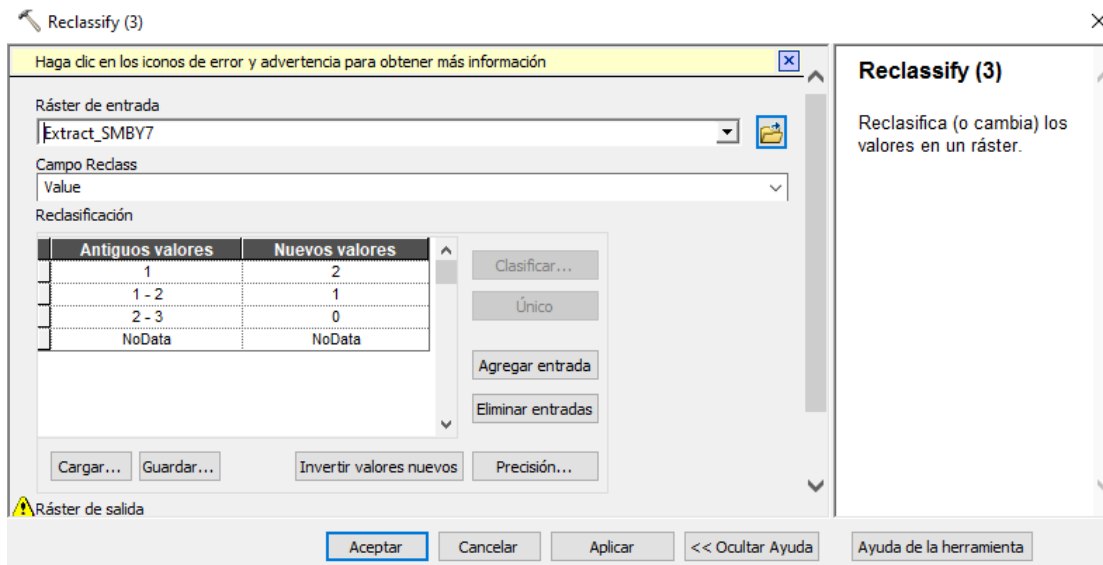 Reclassify (3)
Haga clic en los iconos de error y advertencia para obtener más información
Ráster de entrada
Extract_SMBY7
Campo Reclass
Value
Reclasificación
Antiguos valores Nuevos valores
1 2
1 - 2 1
2 - 3 0
NoData NoData
Clasificar...
Único
Agregar entrada
Eliminar entradas
Cargar... Guardar... Invertir valores nuevos Precisión...
Ráster de salida
Reclassify (3)
Reclasifica (o cambia) los
valores en un ráster.
Aceptar Cancelar Aplicar << Ocultar Ayuda Ayuda de la herramienta